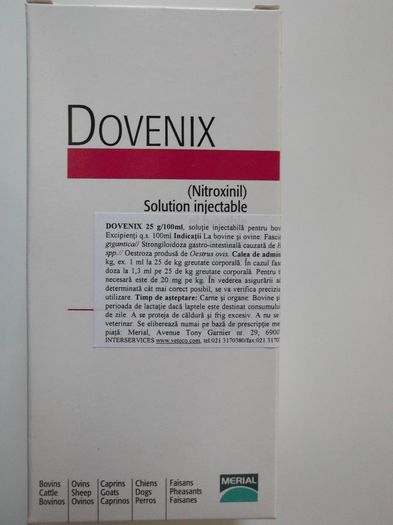 DOVENIX
(Nitroxinil)
Solution injectable
DOVENIX 25 g/100ml, soluție injectabilă pentru bov
Excipienți q.s. 100ml Indicații La bovine și ovine: Fasci
gigantica// Strongiloidoza gastro-intestinală cauzată de
spp.// Oestroza produsă de Oestrus ovis. Calea de admin
kg, ex. 1 ml la 25 de kg greutate corporală. În cazul fas
doza la 1,3 ml pe 25 kg greutate corporală. Pentru
necesară este de 20 mg pe kg. În vederea asigurării
determinată cât mai corect posibil, se va verifica precizi
utilizare. Timp de așteptare: Carne și organe: Bovine și
perioada de lactație dacă laptele este destinat consumulu
de zile. A se proteja de căldură și frig excesiv. A nu se
veterinar. Se eliberează numai pe bază de prescripție me
piață: Merial, Avenue Tony Garnier nr. 29, 6900
INTERSERVICES www.veteco.com, tel:021 3170380/fax:021 317
Bovins Ovins Caprins Chiens Faisans
Cattle Sheep Goats Dogs Pheasants
Bovinos Ovinos Caprinos Perros Faisanes
MERIAL